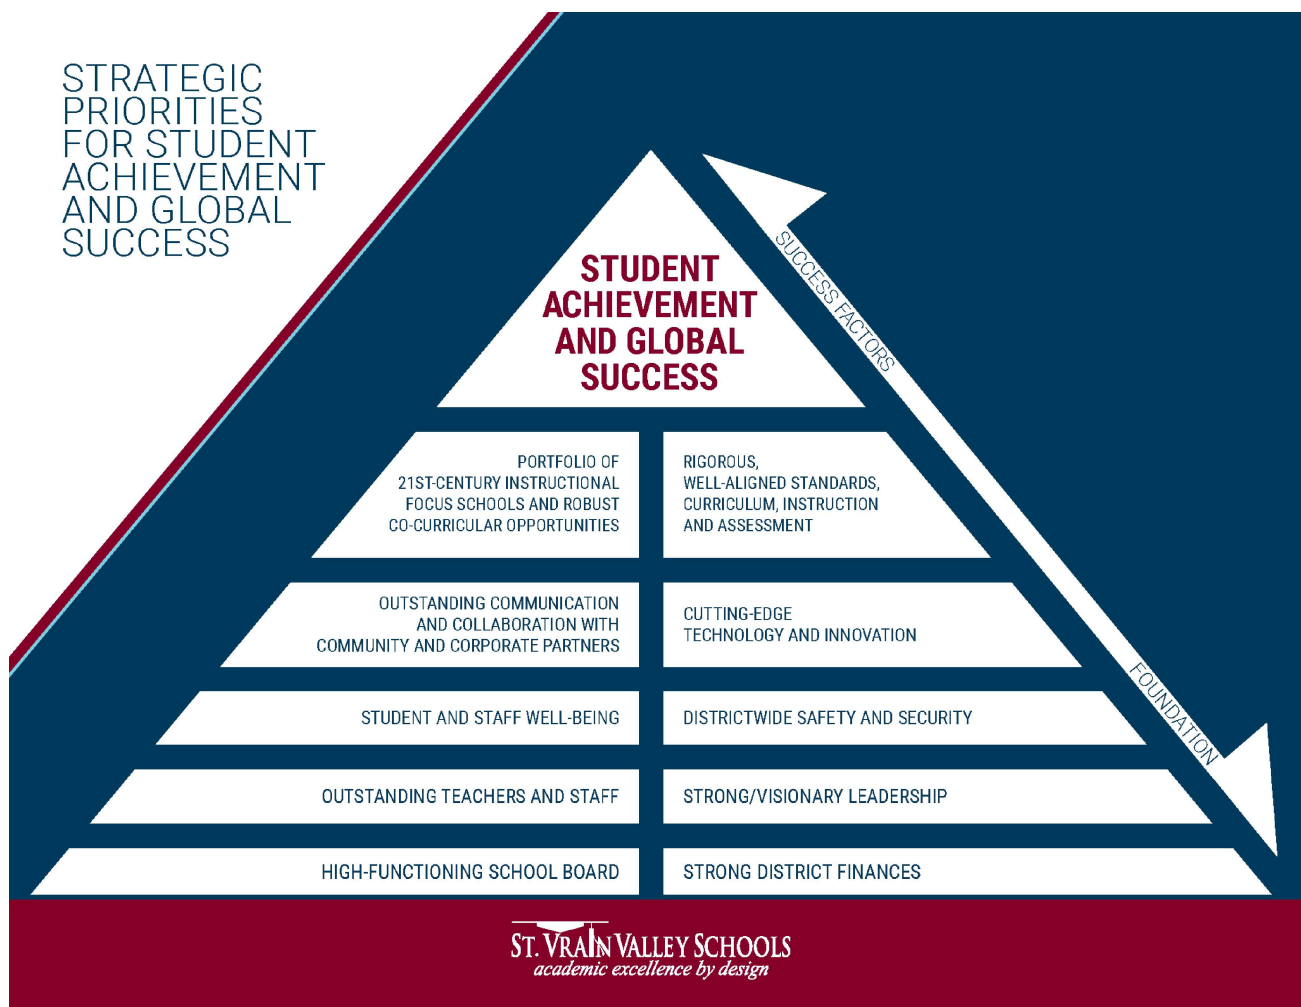 STRATEGIC
PRIORITIES
FOR STUDENT
ACHIEVEMENT
AND GLOBAL
SUCCESS
STUDENT
ACHIEVEMENT
AND GLOBAL
SUCCESS
SUCCESS FACTORS
PORTFOLIO OF
21ST-CENTURY INSTRUCTIONAL
FOCUS SCHOOLS AND ROBUST
CO-CURRICULAR OPPORTUNITIES
RIGOROUS,
WELL-ALIGNED STANDARDS,
CURRICULUM, INSTRUCTION
AND ASSESSMENT
OUTSTANDING COMMUNICATION
AND COLLABORATION WITH
COMMUNITY AND CORPORATE PARTNERS
CUTTING-EDGE
TECHNOLOGY AND INNOVATION
FOUNDATION
STUDENT AND STAFF WELL-BEING
DISTRICTWIDE SAFETY AND SECURITY
OUTSTANDING TEACHERS AND STAFF
STRONG/VISIONARY LEADERSHIP
HIGH-FUNCTIONING SCHOOL BOARD
STRONG DISTRICT FINANCES
ST. VRAIN VALLEY SCHOOLS
academic excellence by design